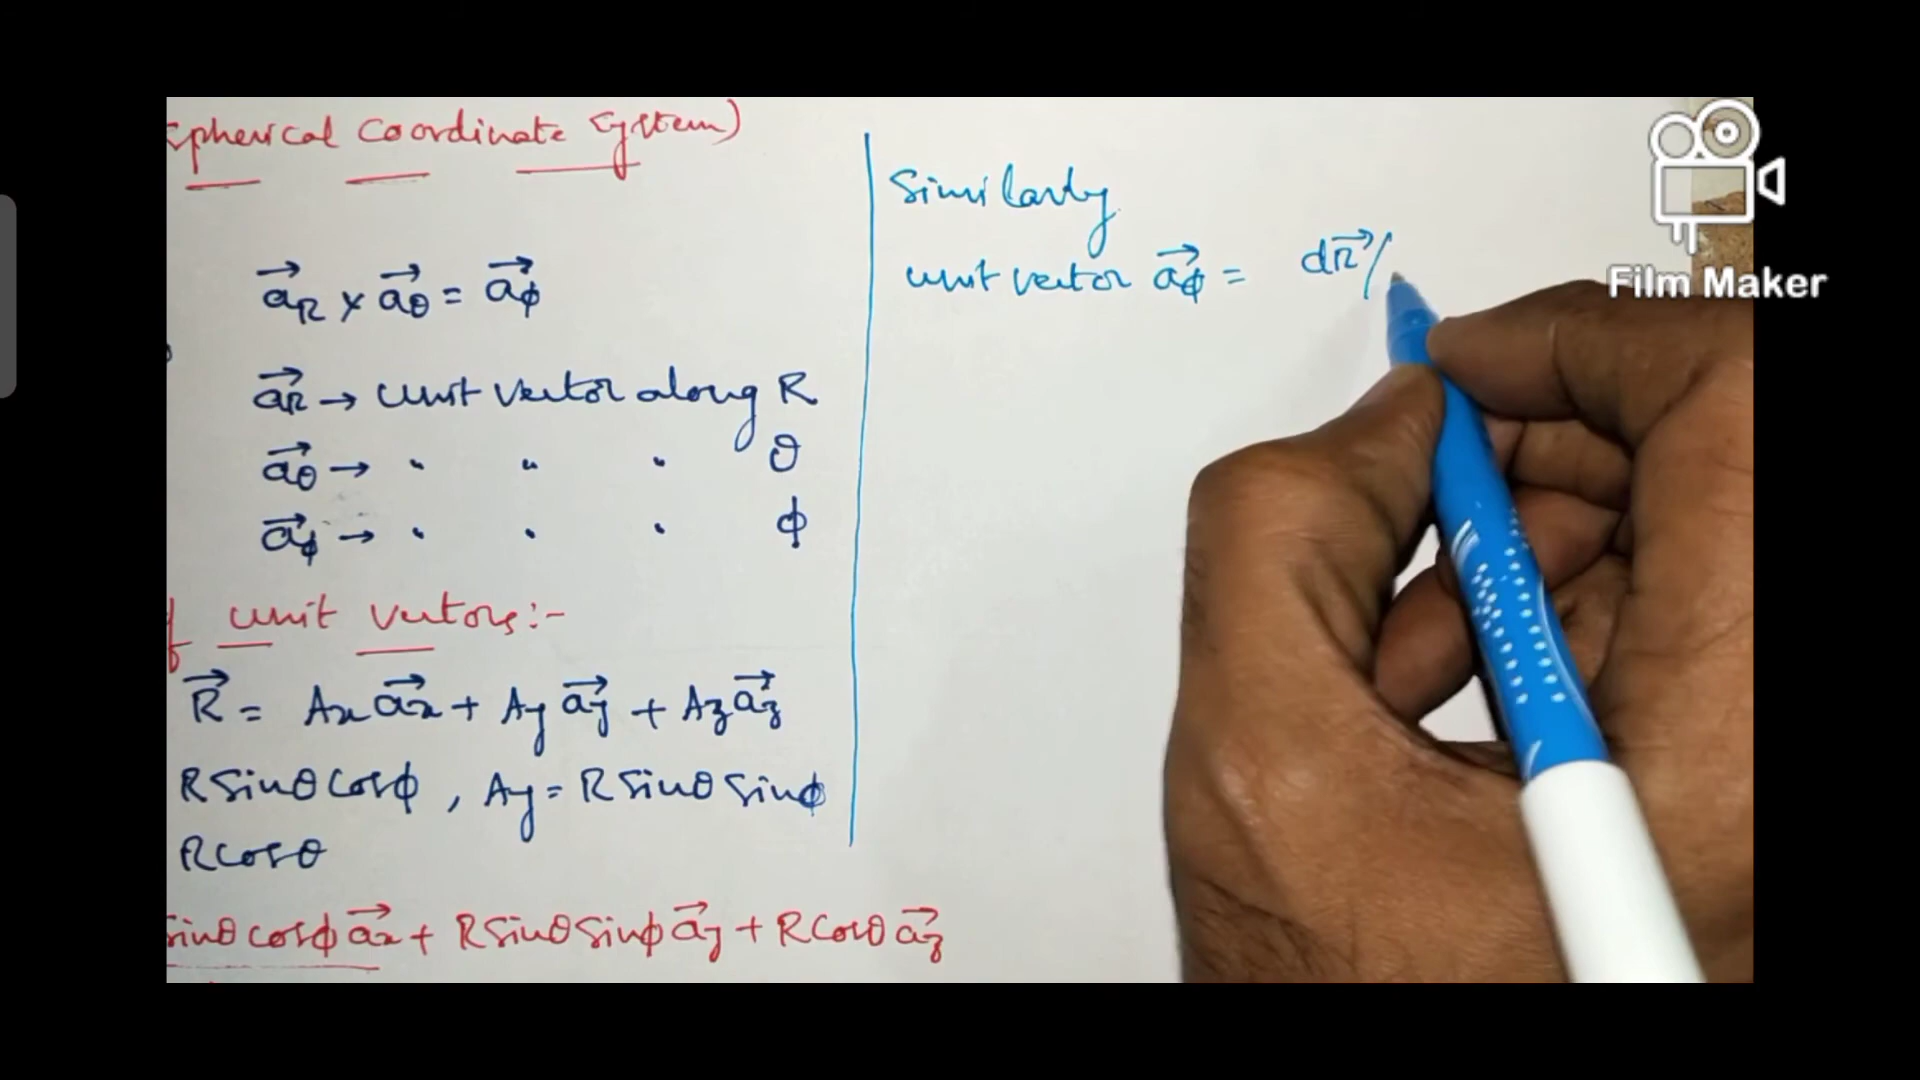 Spherical Coordinate System)
a⃗R × a⃗θ = a⃗ϕ
a⃗R → unit vector along R
a⃗θ → " " " θ
a⃗ϕ → " " " ϕ
f unit vectors:-
R⃗ = Ax a⃗x + Ay a⃗y + Az a⃗z
R Sinθ Cosϕ , Ay = R Sinθ Sinϕ
R Cosθ
Sinθ Cosϕ a⃗x + R Sinθ Sinϕ a⃗y + R Cosθ a⃗z
Similarly
unit vector a⃗ϕ = dR⃗/
Film Maker